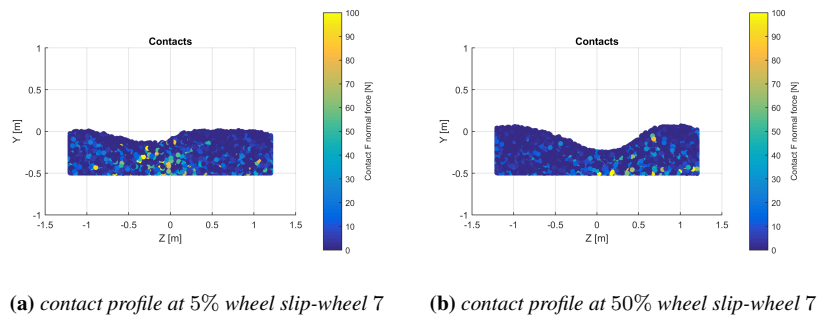 Contacts
1
0.5
0
-0.5
-1
Y [m]
-1.5 -1 -0.5 0 0.5 1 1.5
Z [m]
100
90
80
70
60
50
40
30
20
10
0
Contact F normal force [N]
Contacts
1
0.5
0
-0.5
-1
Y [m]
-1.5 -1 -0.5 0 0.5 1 1.5
Z [m]
100
90
80
70
60
50
40
30
20
10
0
Contact F normal force [N]
(a) contact profile at 5% wheel slip-wheel 7
(b) contact profile at 50% wheel slip-wheel 7